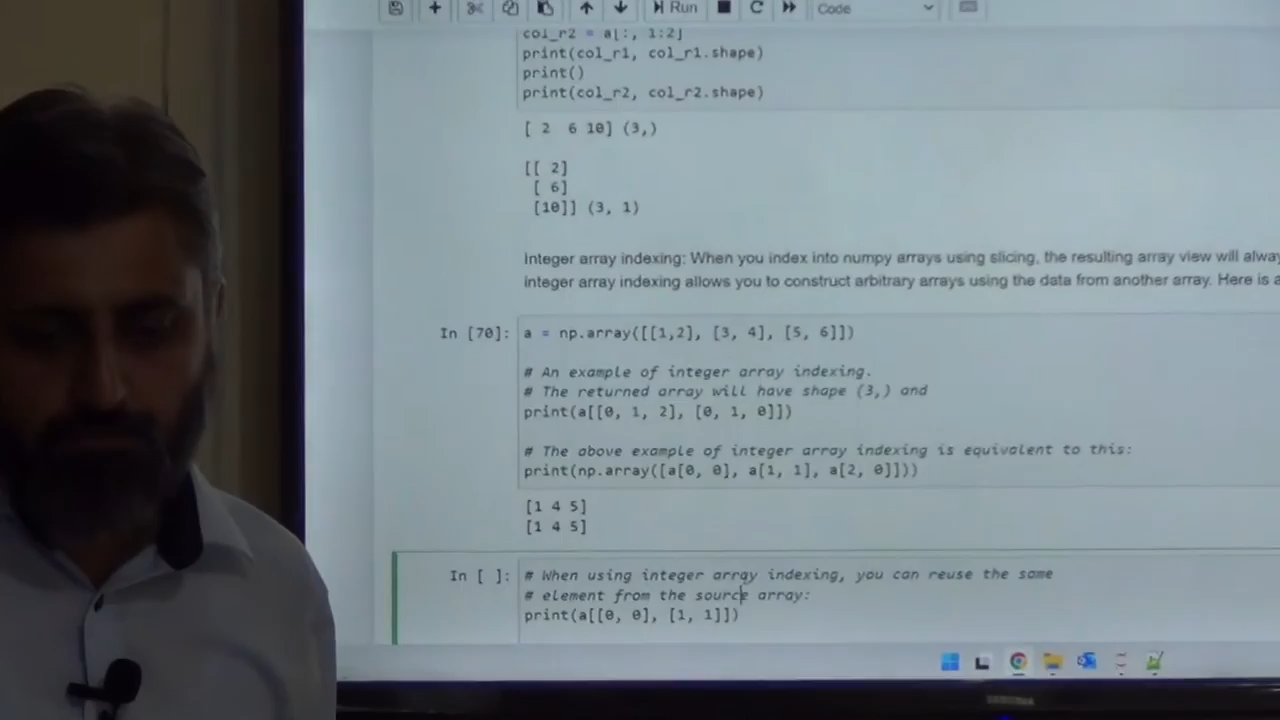 Run
Code
col_r2 = a[:, 1:2]
print(col_r1, col_r1.shape)
print()
print(col_r2, col_r2.shape)
[ 2  6 10] (3,)
[[ 2]
[ 6]
[10]] (3, 1)
Integer array indexing: When you index into numpy arrays using slicing, the resulting array view will alway
Integer array indexing allows you to construct arbitrary arrays using the data from another array. Here is a
In [70]: a = np.array([[1,2], [3, 4], [5, 6]])
# An example of integer array indexing.
# The returned array will have shape (3,) and
print(a[[0, 1, 2], [0, 1, 0]])
# The above example of integer array indexing is equivalent to this:
print(np.array([a[0, 0], a[1, 1], a[2, 0]]))
[1 4 5]
[1 4 5]
In [ ]: # When using integer array indexing, you can reuse the same
# element from the source array:
print(a[[0, 0], [1, 1]])